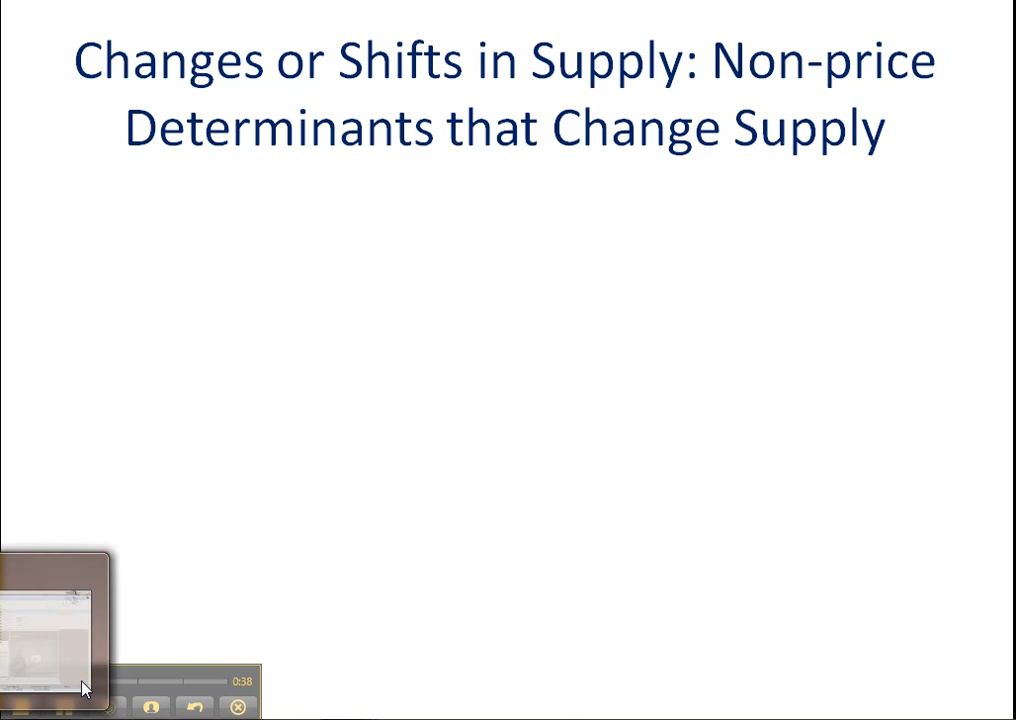 Changes or Shifts in Supply: Non-price
Determinants that Change Supply
0:38